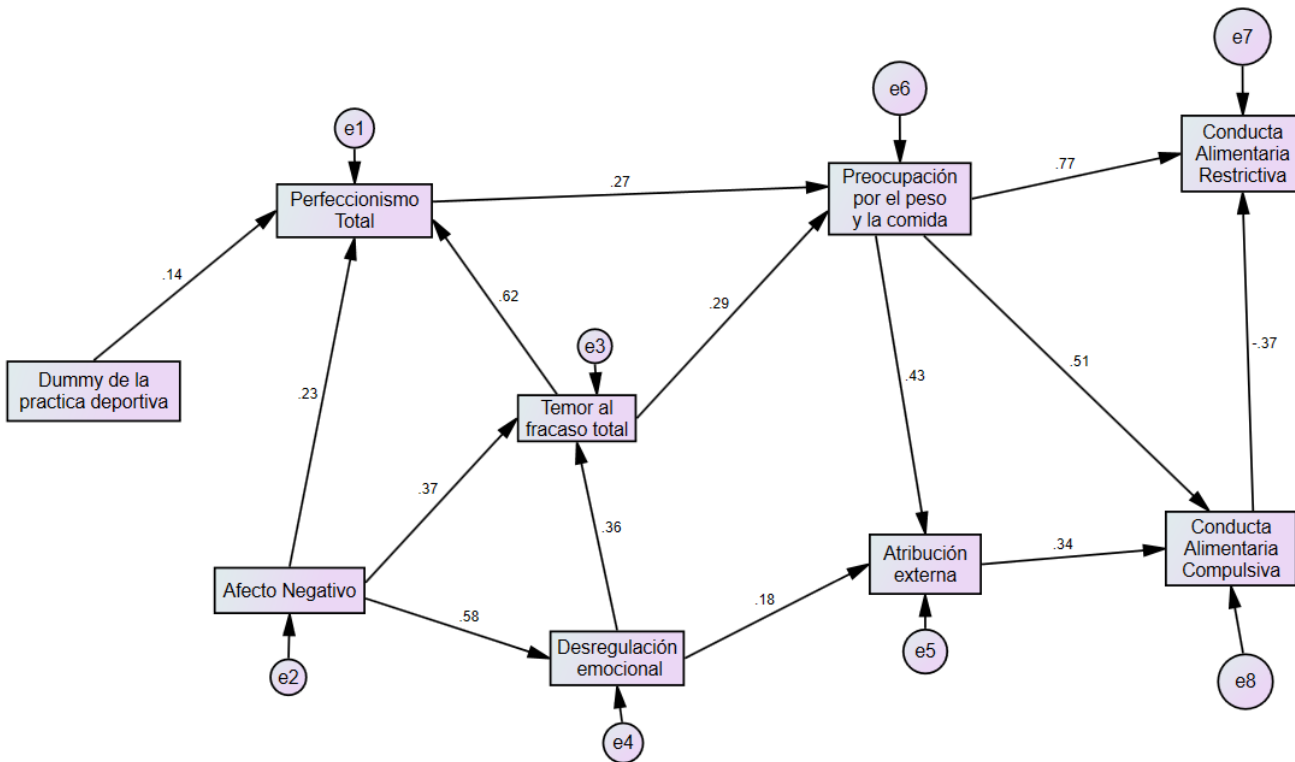 e7
e6
e1
Conducta
Alimentaria
Restrictiva
Preocupación
por el peso
y la comida
.77
.27
Perfeccionismo
Total
.14
.62
.29
e3
-.37
Dummy de la
practica deportiva
.51
.43
.23
Temor al
fracaso total
.37
.36
Conducta
Alimentaria
Compulsiva
.34
Atribución
externa
Afecto Negativo
.18
.58
Desregulación
emocional
e5
e2
e8
e4